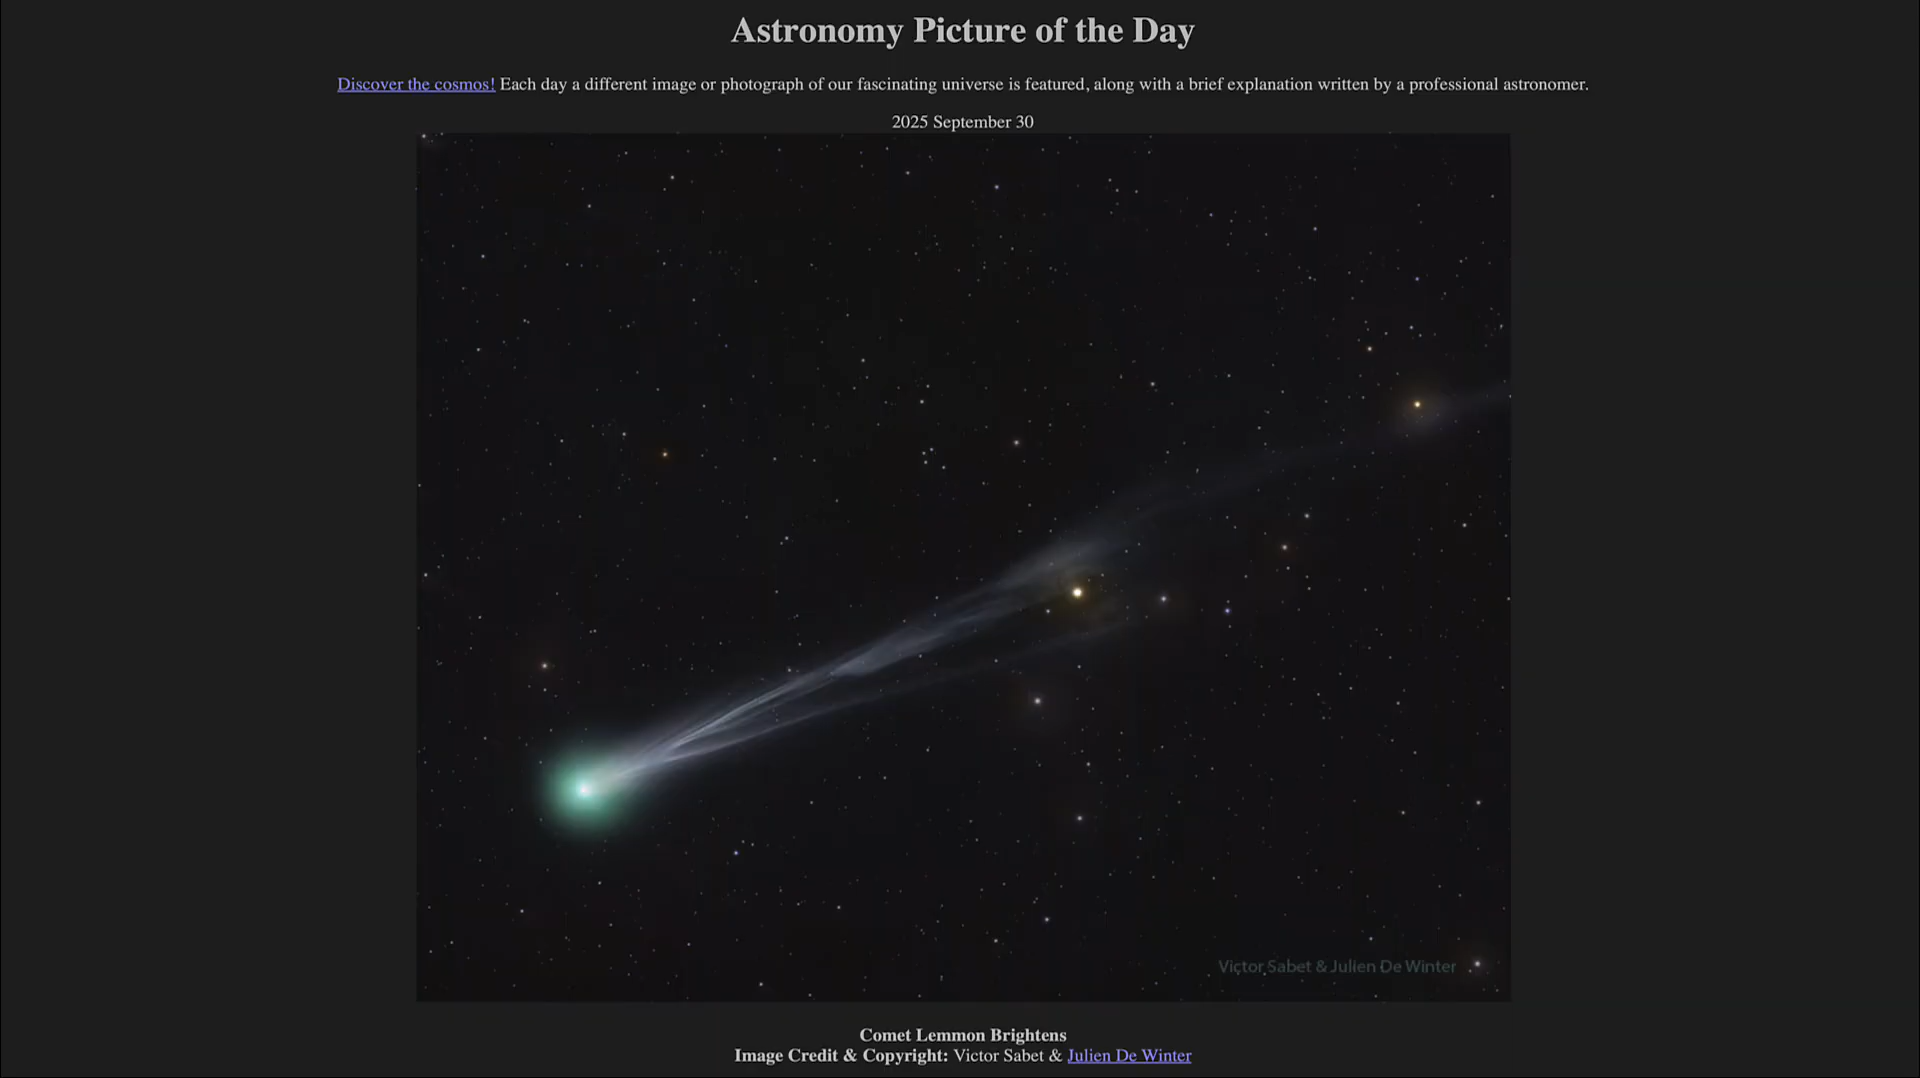 Astronomy Picture of the Day
Discover the cosmos! Each day a different image or photograph of our fascinating universe is featured, along with a brief explanation written by a professional astronomer.
2025 September 30
Victor Sabet & Julien De Winter
Comet Lemmon Brightens
Image Credit & Copyright: Victor Sabet & Julien De Winter